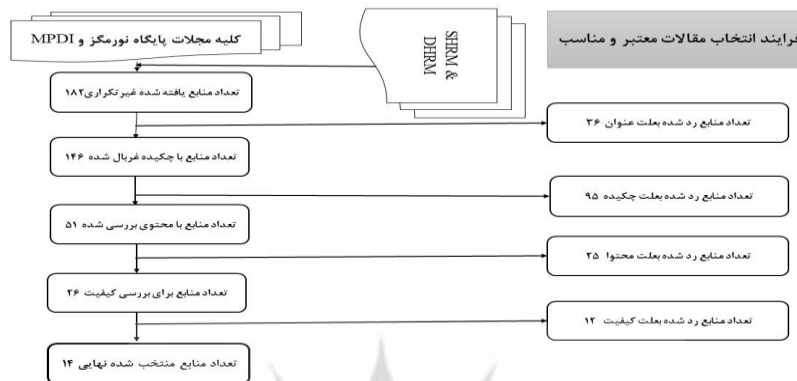 کلیه مجلات پایگاه نورمگز و MPDI
SHRM &
DHRM
فرایند انتخاب مقالات معتبر و مناسب
تعداد منابع یافته شده غیر تکراری ۱۸۲
تعداد منابع رد شده بعلت عنوان ۳۶
تعداد منابع با چکیده غربال شده ۱۴۶
تعداد منابع رد شده بعلت چکیده ۹۵
تعداد منابع با محتوی بررسی شده ۵۱
تعداد منابع رد شده بعلت محتوا ۲۵
تعداد منابع برای بررسی کیفیت ۲۶
تعداد منابع رد شده بعلت کیفیت ۱۲
تعداد منابع منتخب شده نهایی ۱۴